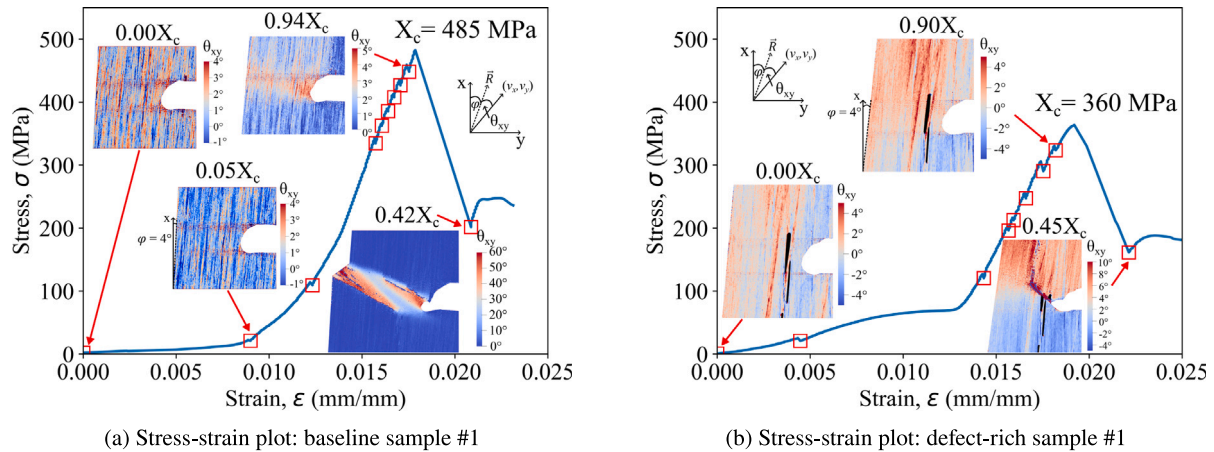 0.00X_c
0.94X_c
X_c= 485 MPa
θ_xy
4°
3°
2°
1°
0°
-1°
θ_xy
5°
4°
3°
2°
1°
0°
x
φ
R⃗
(v_x, v_y)
θ_xy
y
0.05X_c
x
φ = 4°
θ_xy
4°
3°
2°
1°
0°
-1°
0.42X_c
θ_xy
60°
50°
40°
30°
20°
10°
0°
500
400
300
200
100
0
Stress, σ (MPa)
0.000 0.005 0.010 0.015 0.020 0.025
Strain, ε (mm/mm)
(a) Stress-strain plot: baseline sample #1
0.90X_c
X_c= 360 MPa
x
φ
R⃗
(v_x, v_y)
θ_xy
y
x
φ = 4°
θ_xy
4°
2°
0°
-2°
-4°
0.00X_c
θ_xy
4°
2°
0°
-2°
-4°
0.45X_c
θ_xy
10°
8°
6°
4°
2°
0°
-2°
-4°
500
400
300
200
100
0
Stress, σ (MPa)
0.000 0.005 0.010 0.015 0.020 0.025
Strain, ε (mm/mm)
(b) Stress-strain plot: defect-rich sample #1